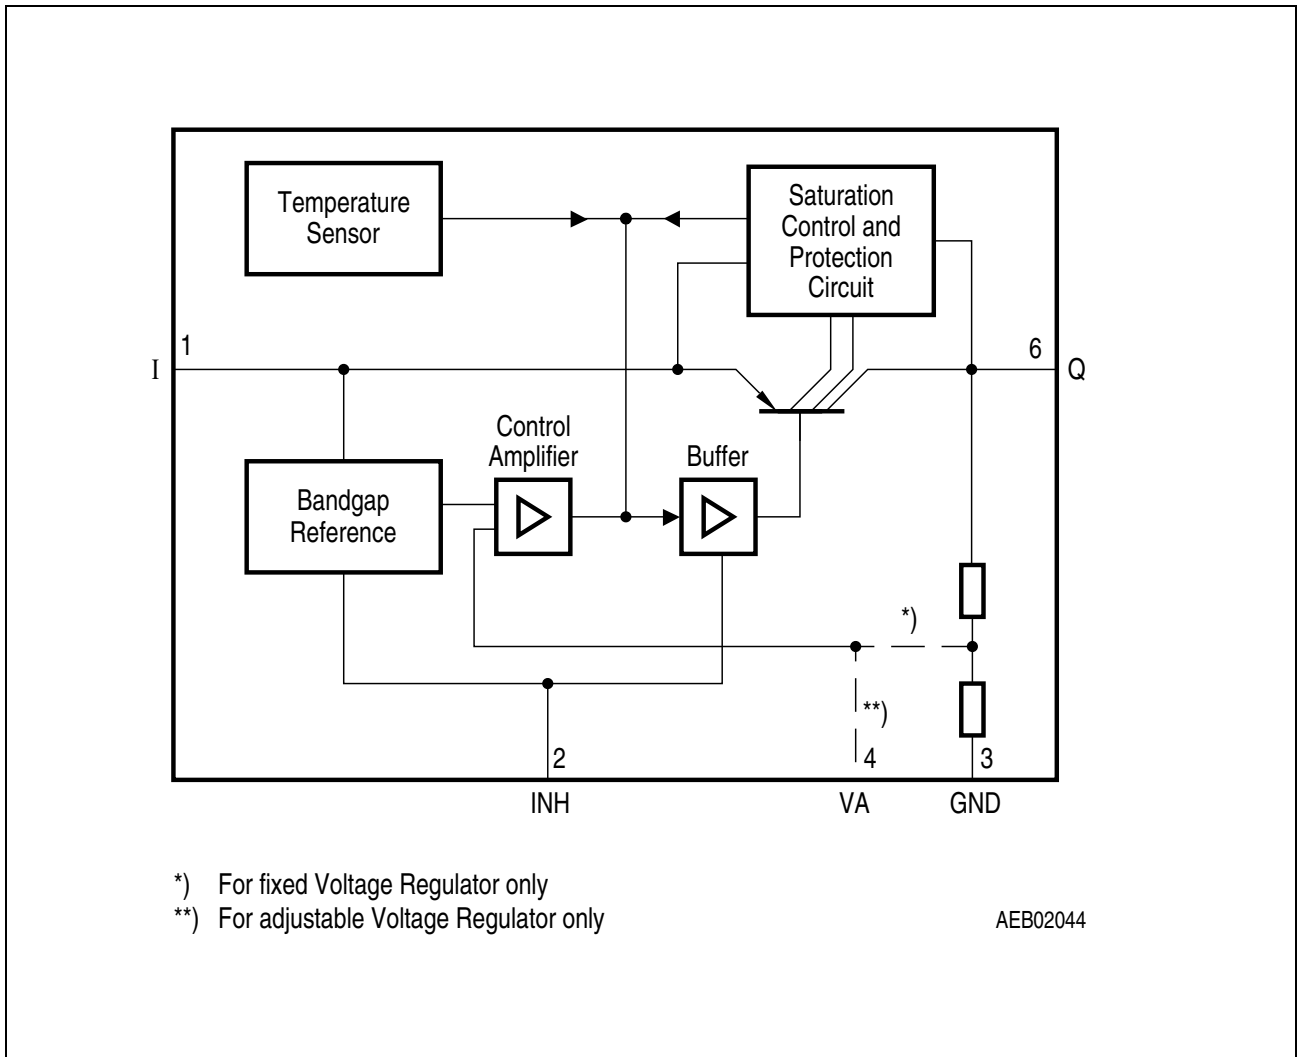 Temperature
Sensor
Saturation
Control and
Protection
Circuit
1
6
I
Q
Control
Amplifier
Buffer
Bandgap
Reference
*)
**)
2
4
3
INH
VA
GND
*) For fixed Voltage Regulator only
**) For adjustable Voltage Regulator only
AEB02044